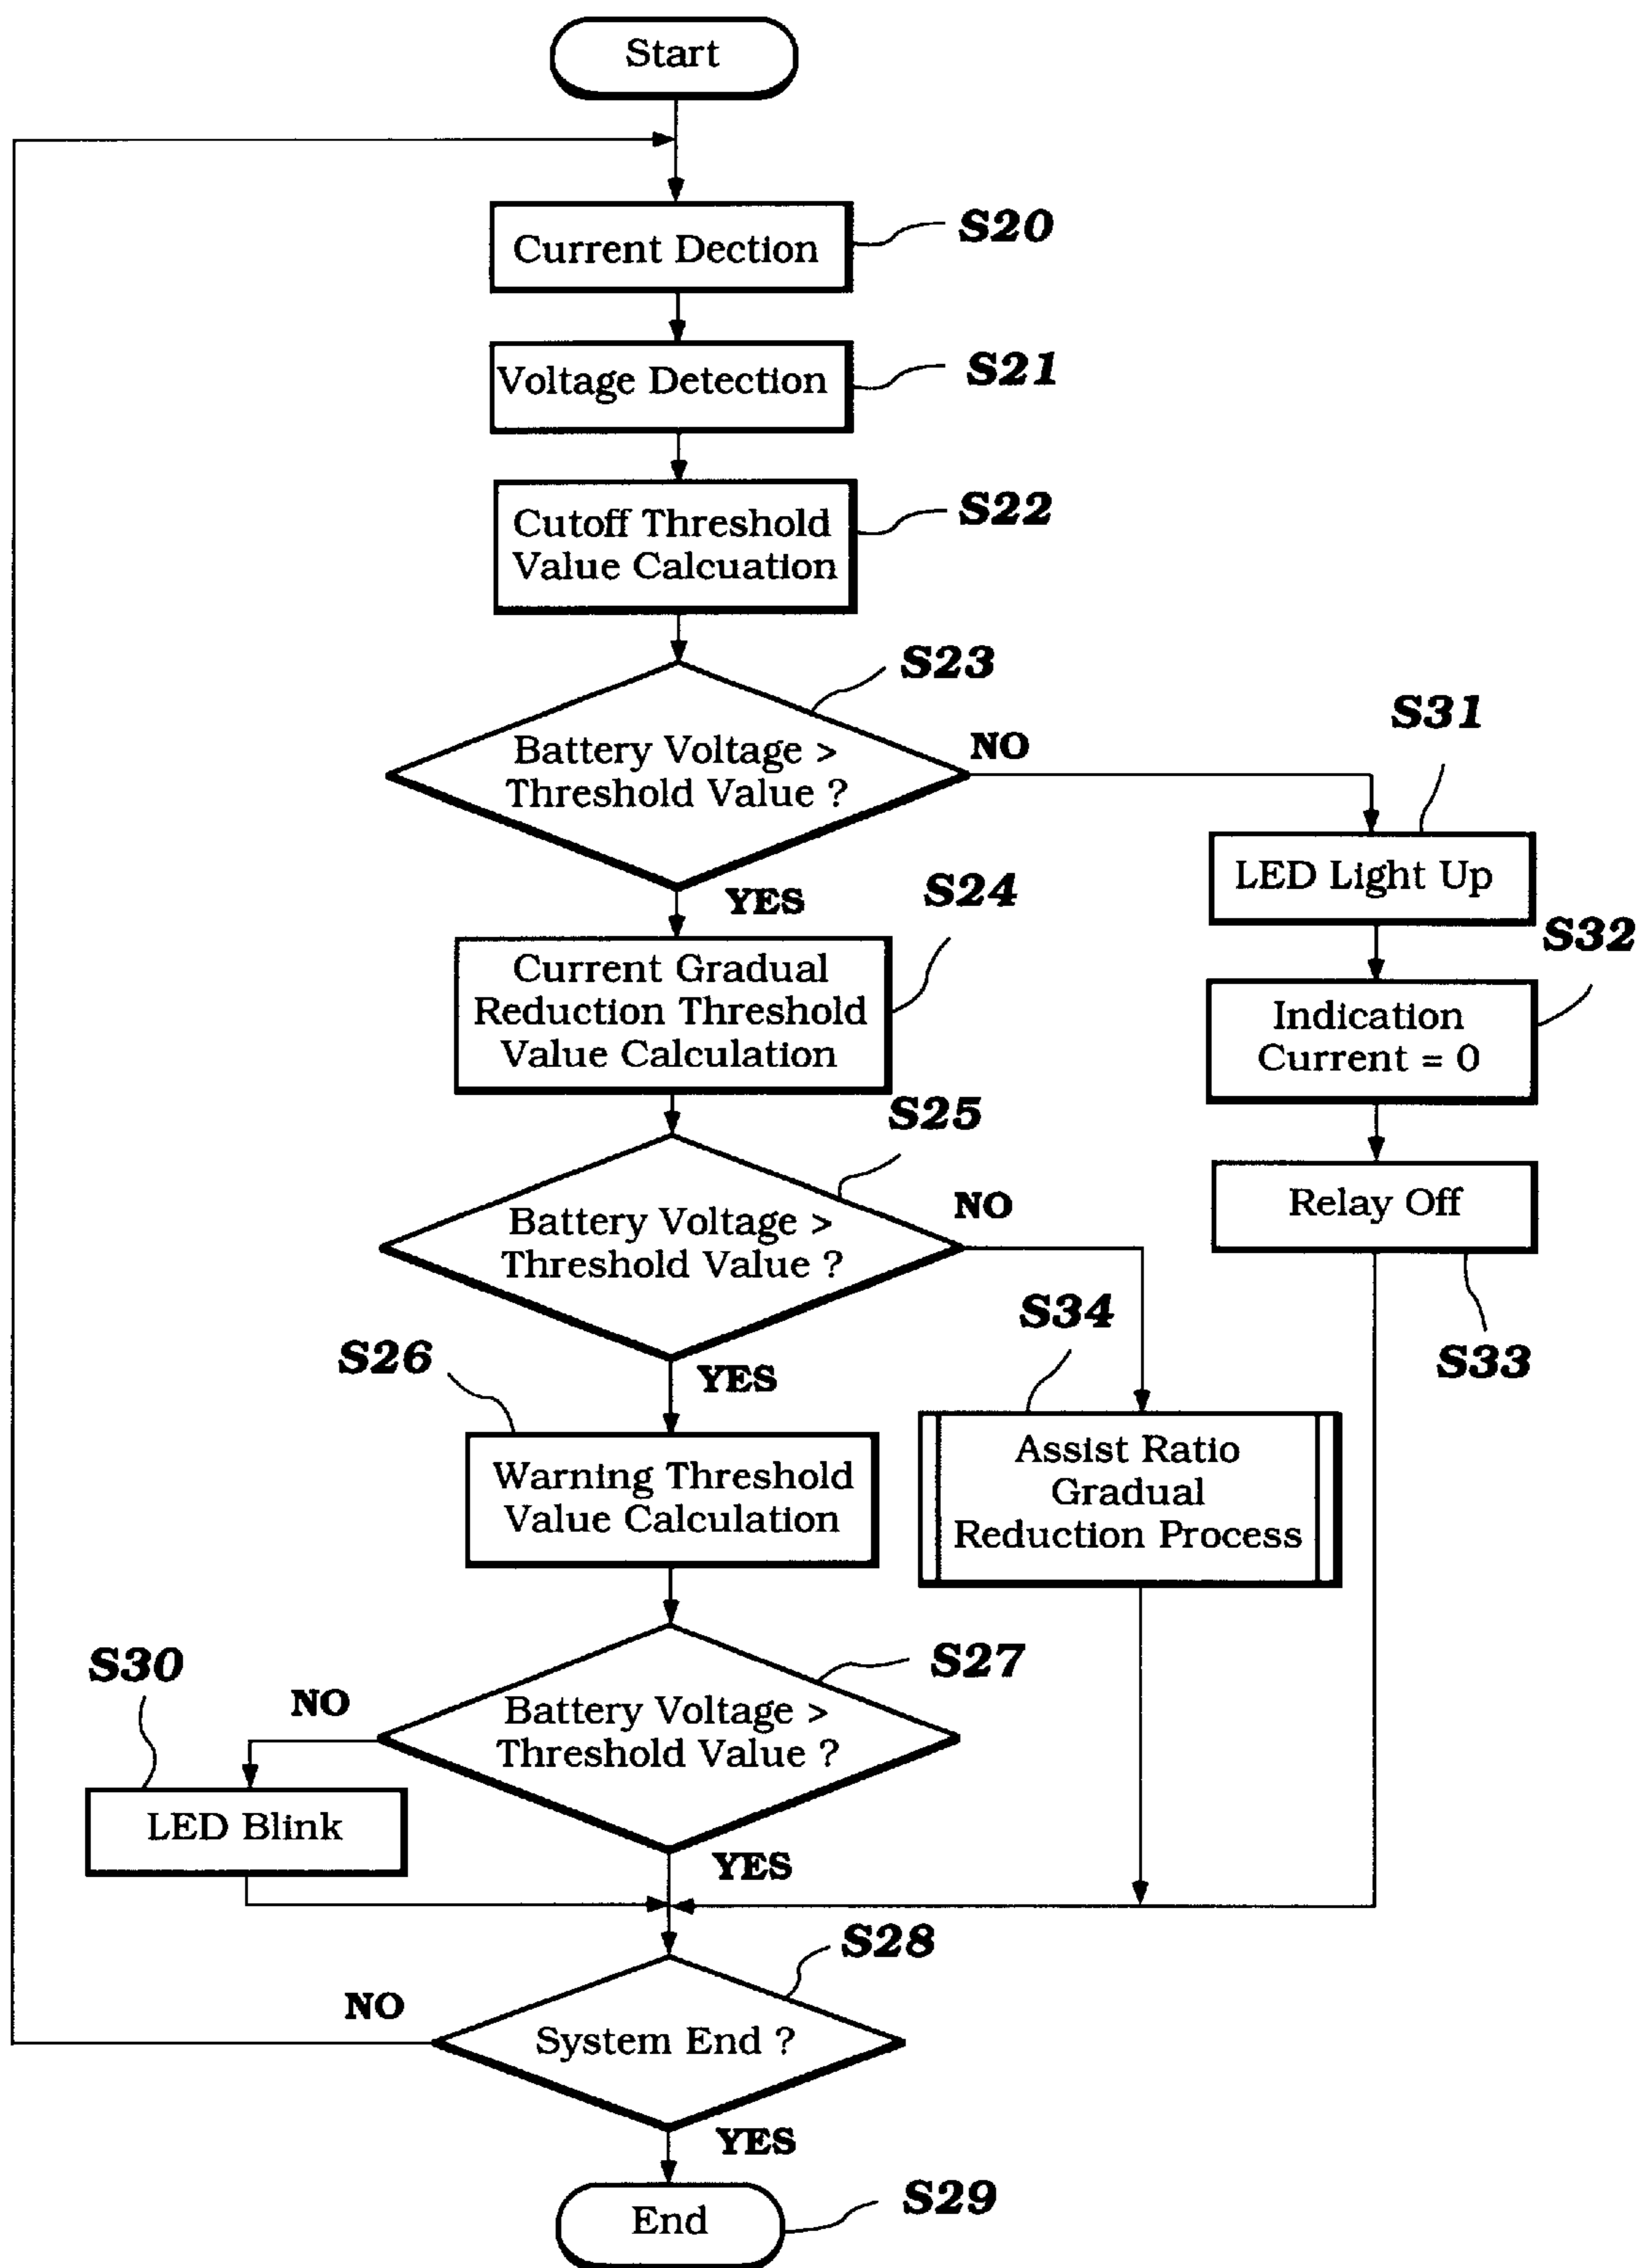 Start
Current Dection
S20
Voltage Detection
S21
Cutoff Threshold
Value Calcuation
S22
S23
Battery Voltage >
Threshold Value ?
NO
YES
S31
LED Light Up
S24
Current Gradual
Reduction Threshold
Value Calculation
S32
Indication
Current = 0
S25
Battery Voltage >
Threshold Value ?
NO
YES
Relay Off
S33
S34
Assist Ratio
Gradual
Reduction Process
S26
Warning Threshold
Value Calculation
S27
Battery Voltage >
Threshold Value ?
NO
YES
S30
LED Blink
S28
System End ?
NO
YES
End
S29